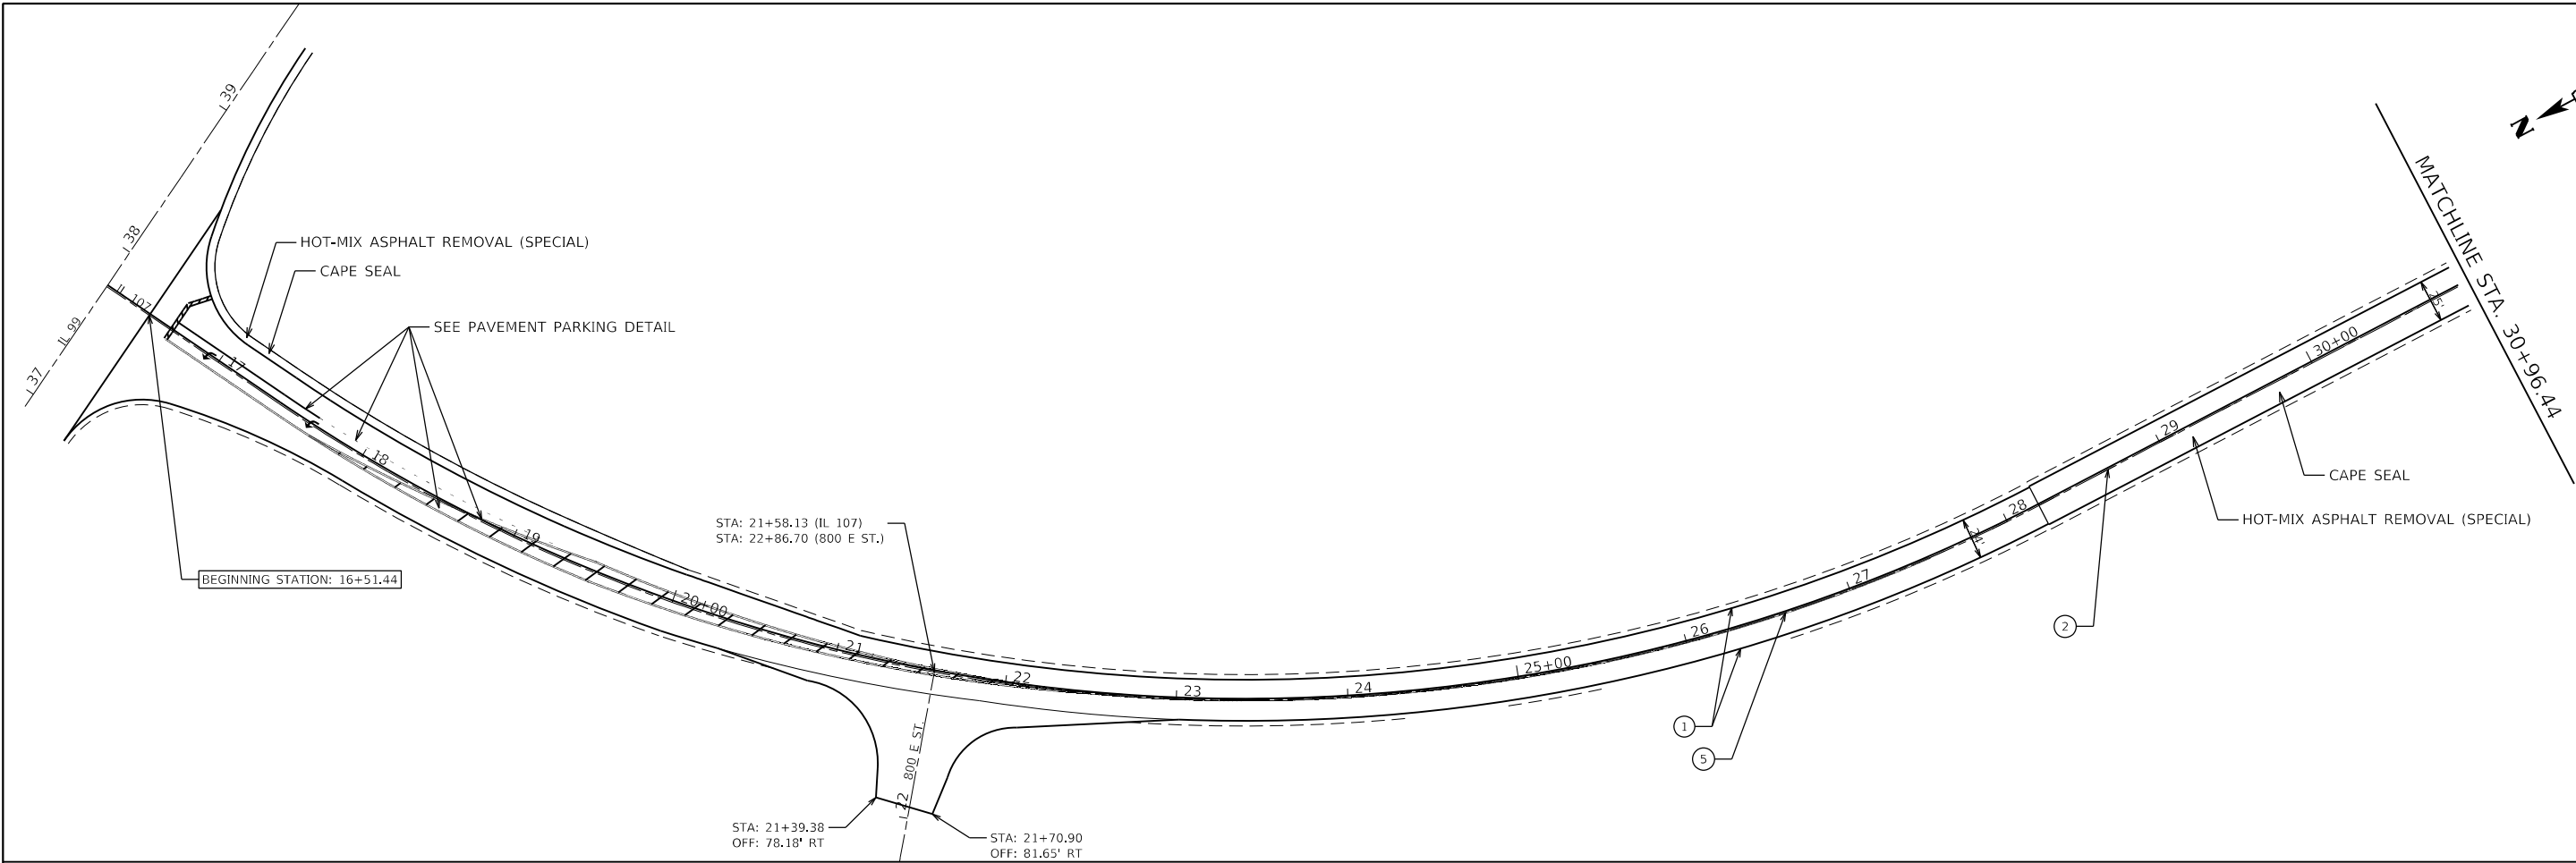 39
38
IL 107
IL 99
37
HOT-MIX ASPHALT REMOVAL (SPECIAL)
CAPE SEAL
SEE PAVEMENT PARKING DETAIL
17
18
19
20+00
21
22
23
24
25+00
26
27
28
29
30+00
BEGINNING STATION: 16+51.44
STA: 21+58.13 (IL 107)
STA: 22+86.70 (800 E ST.)
800 E ST.
22
STA: 21+39.38
OFF: 78.18' RT
STA: 21+70.90
OFF: 81.65' RT
1
5
2
24'
25'
CAPE SEAL
HOT-MIX ASPHALT REMOVAL (SPECIAL)
MATCHLINE STA. 30+96.44
N